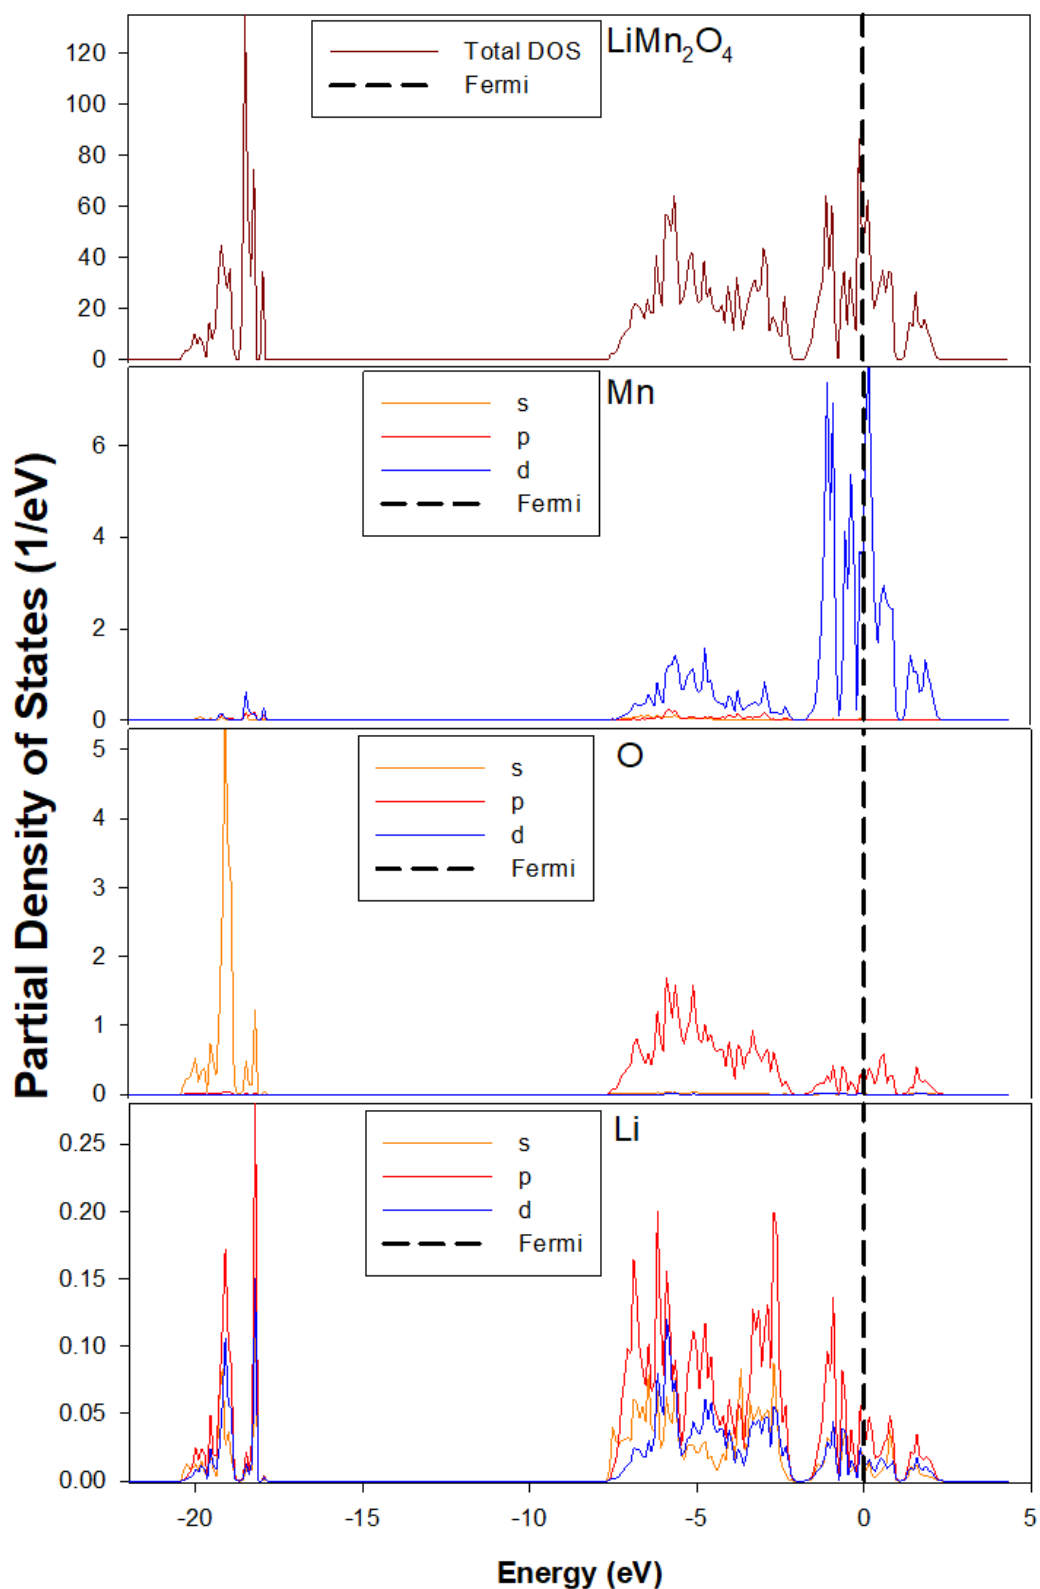 Partial Density of States (1/eV)
LiMn₂O₄
Total DOS
Fermi
120
100
80
60
40
20
0
Mn
s
p
d
Fermi
6
4
2
0
O
s
p
d
Fermi
5
4
3
2
1
0
Li
s
p
d
Fermi
0.25
0.20
0.15
0.10
0.05
0.00
-20 -15 -10 -5 0 5
Energy (eV)